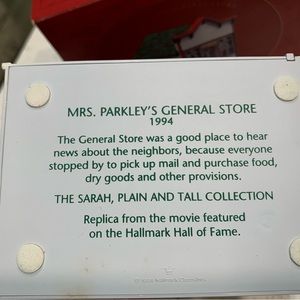 MRS. PARKLEY'S GENERAL STORE
1994
The General Store was a good place to hear
news about the neighbors, because everyone
stopped by to pick up mail and purchase food,
dry goods and other provisions.
THE SARAH, PLAIN AND TALL COLLECTION
Replica from the movie featured
on the Hallmark Hall of Fame.